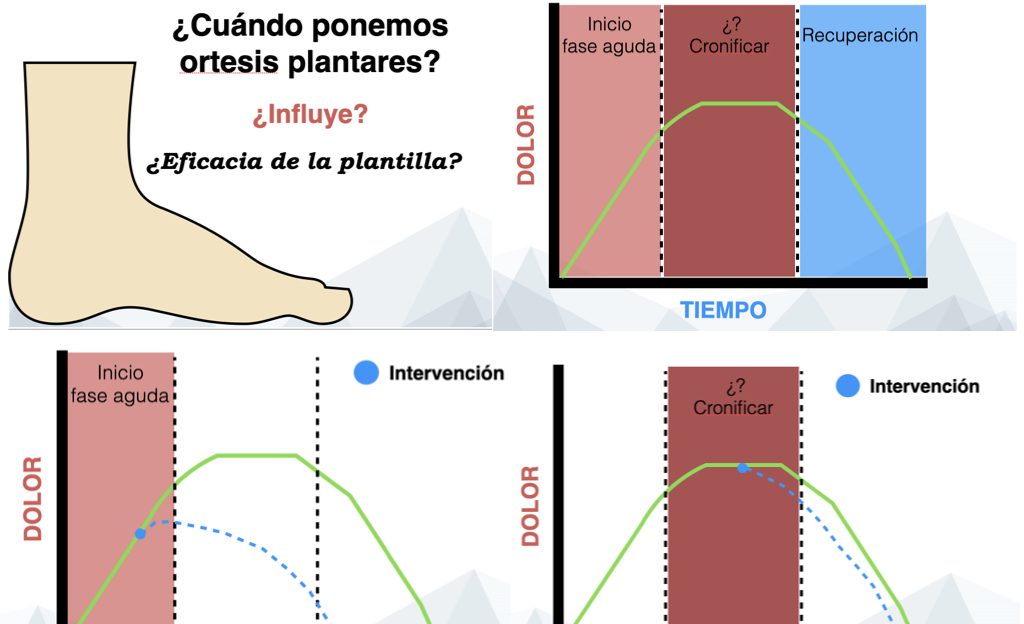 ¿Cuándo ponemos
ortesis plantares?
¿Influye?
¿Eficacia de la plantilla?
Inicio
fase aguda
¿?
Cronificar
Recuperación
DOLOR
TIEMPO
Inicio
fase aguda
Intervención
DOLOR
¿?
Cronificar
Intervención
DOLOR